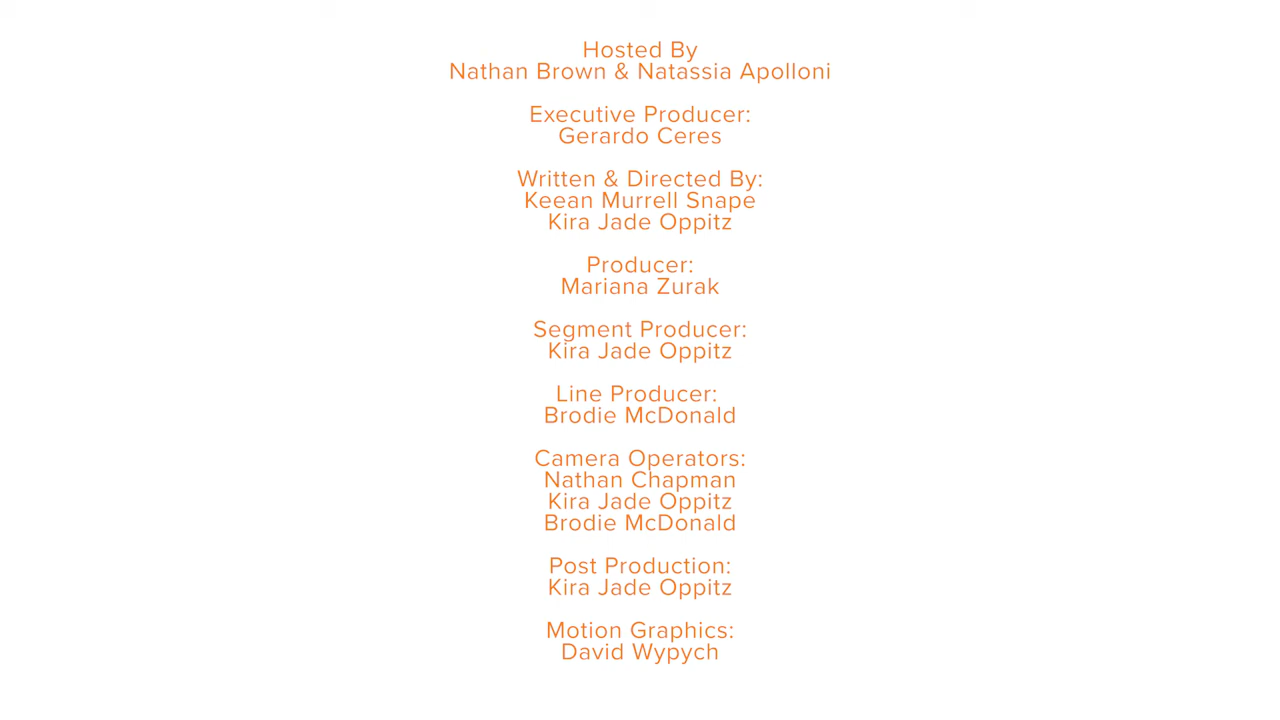 Hosted By
Nathan Brown & Natassia Apolloni
Executive Producer:
Gerardo Ceres
Written & Directed By:
Keean Murrell Snape
Kira Jade Oppitz
Producer:
Mariana Zurak
Segment Producer:
Kira Jade Oppitz
Line Producer:
Brodie McDonald
Camera Operators:
Nathan Chapman
Kira Jade Oppitz
Brodie McDonald
Post Production:
Kira Jade Oppitz
Motion Graphics:
David Wypych